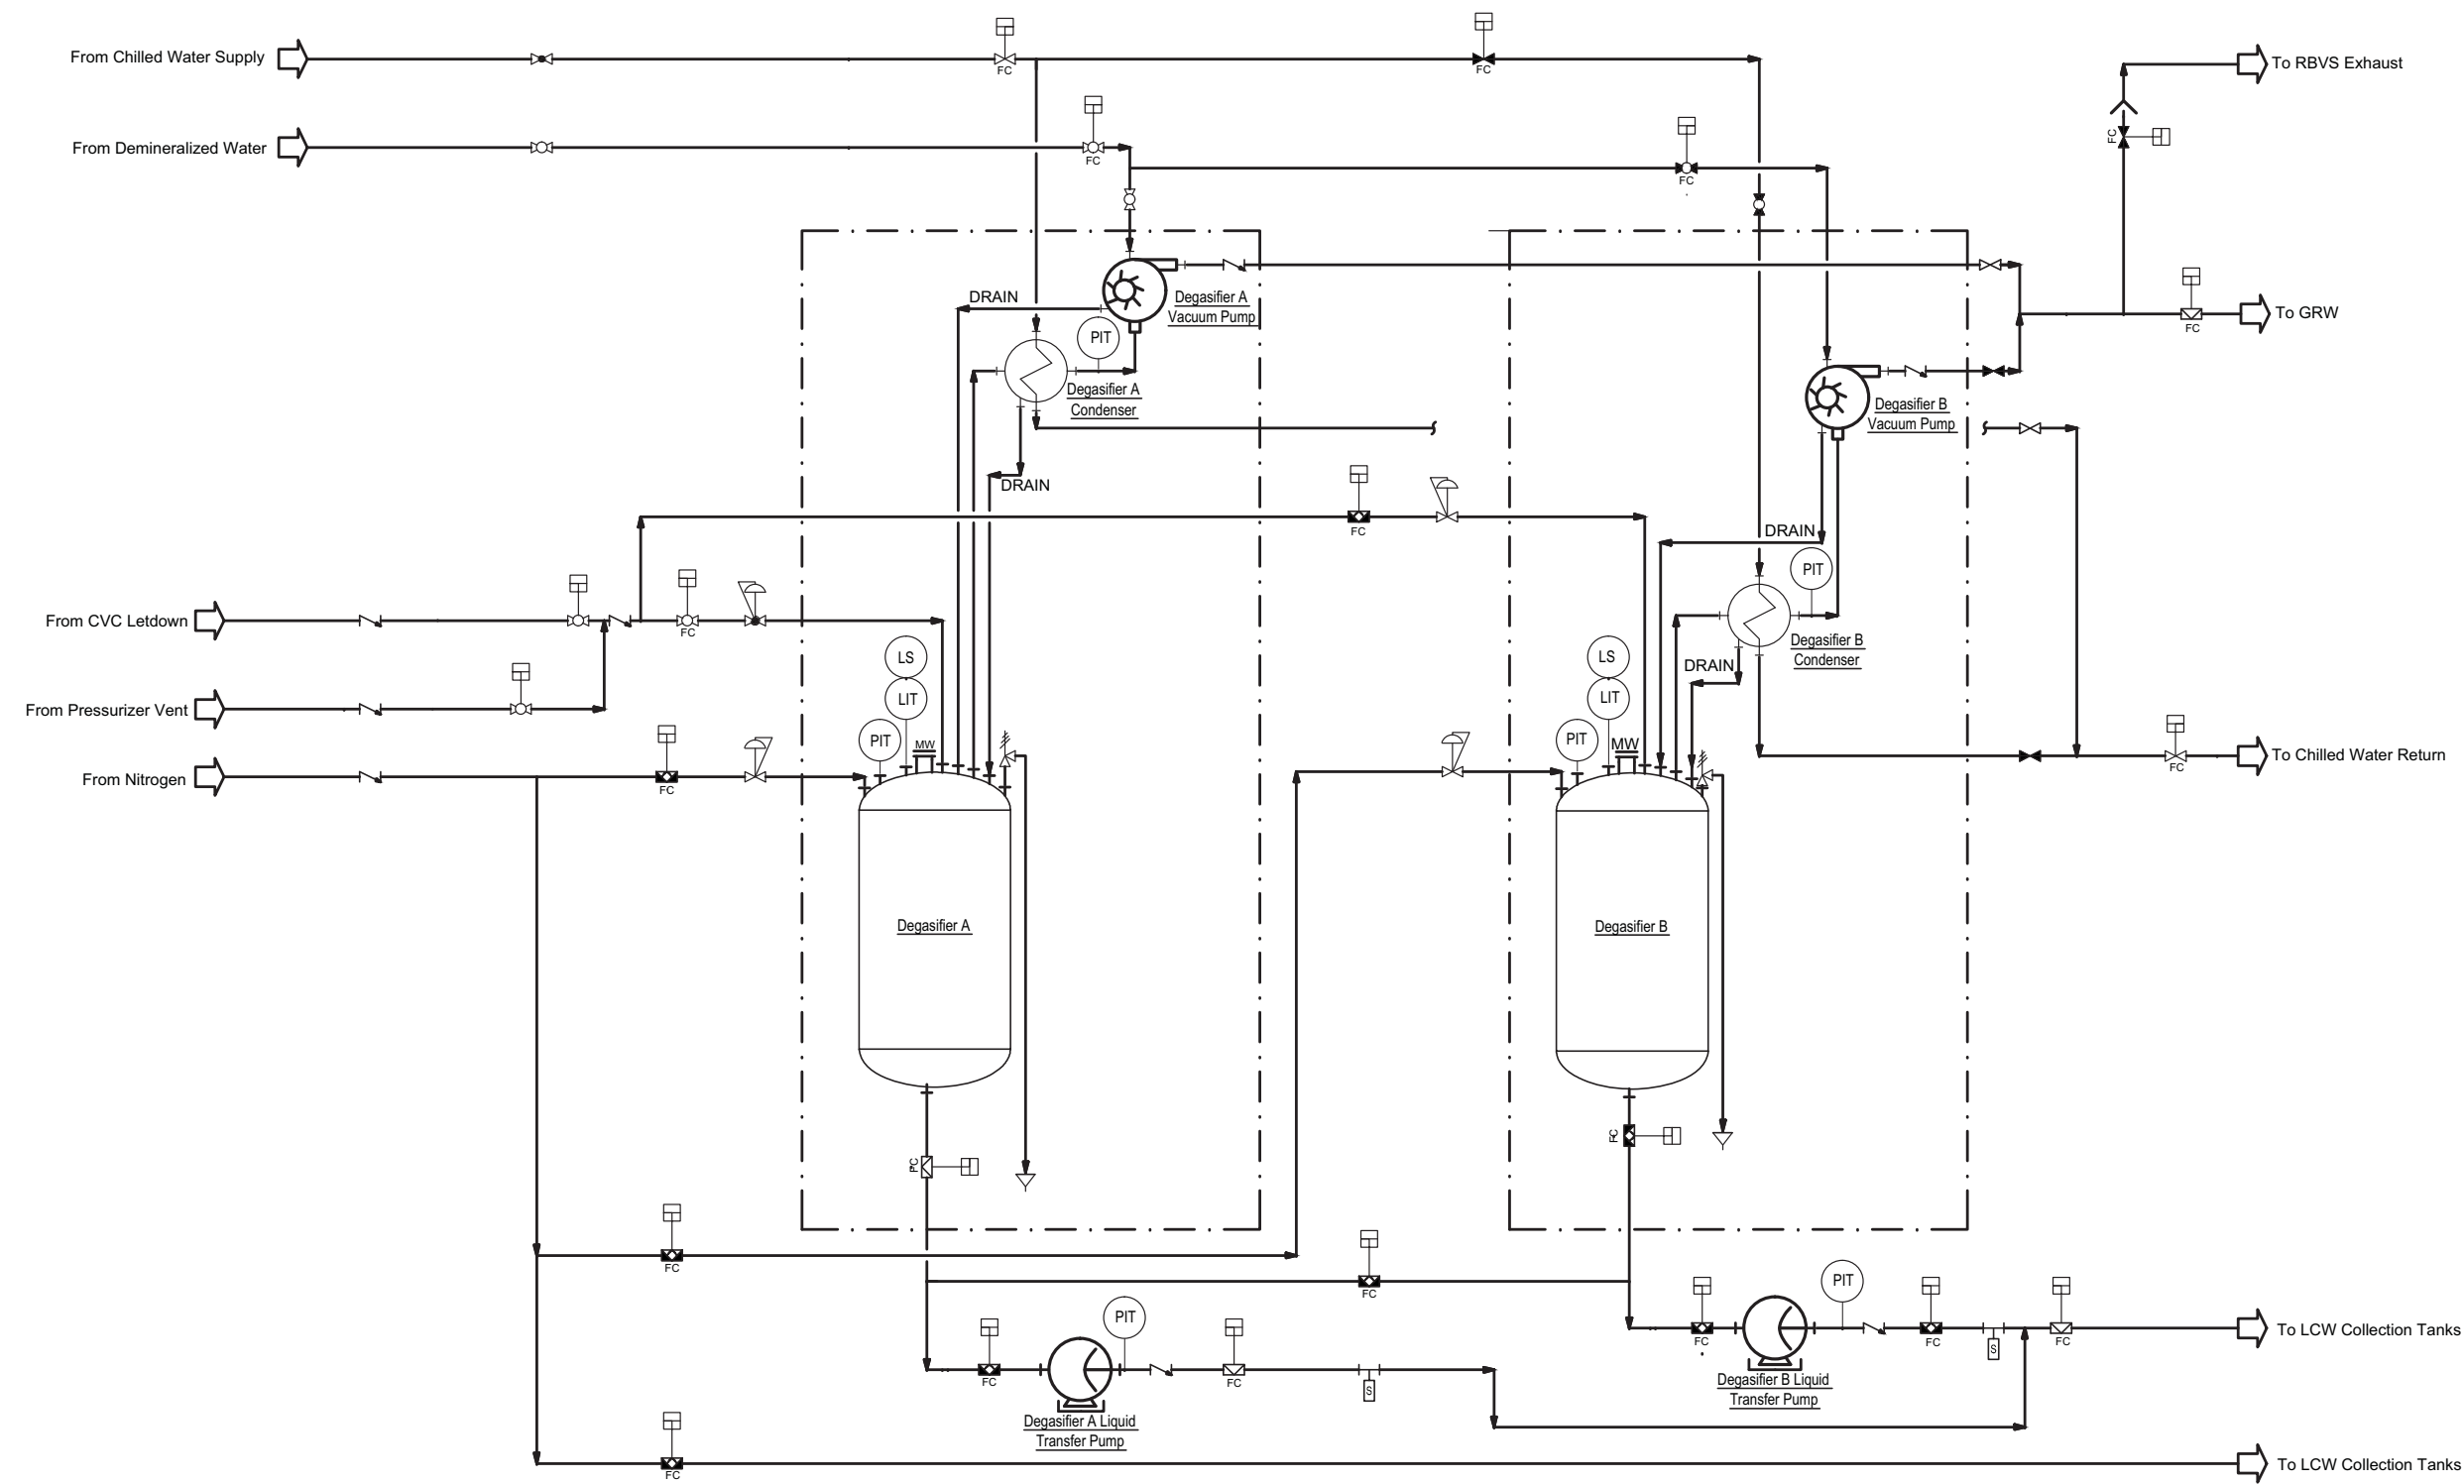 From Chilled Water Supply
FC
FC
To RBVS Exhaust
From Demineralized Water
FC
FC
FC
DRAIN
Degasifier A
Vacuum Pump
PIT
FC
To GRW
Degasifier A
Condenser
Degasifier B
Vacuum Pump
DRAIN
FC
DRAIN
PIT
From CVC Letdown
FC
Degasifier B
Condenser
LS
LIT
PIT
MW
LS
LIT
PIT
MW
DRAIN
From Pressurizer Vent
From Nitrogen
FC
FC
To Chilled Water Return
Degasifier A
Degasifier B
FC
FC
FC
FC
PIT
FC
FC
S
Degasifier A Liquid
Transfer Pump
FC
PIT
FC
S
FC
To LCW Collection Tanks
Degasifier B Liquid
Transfer Pump
FC
To LCW Collection Tanks